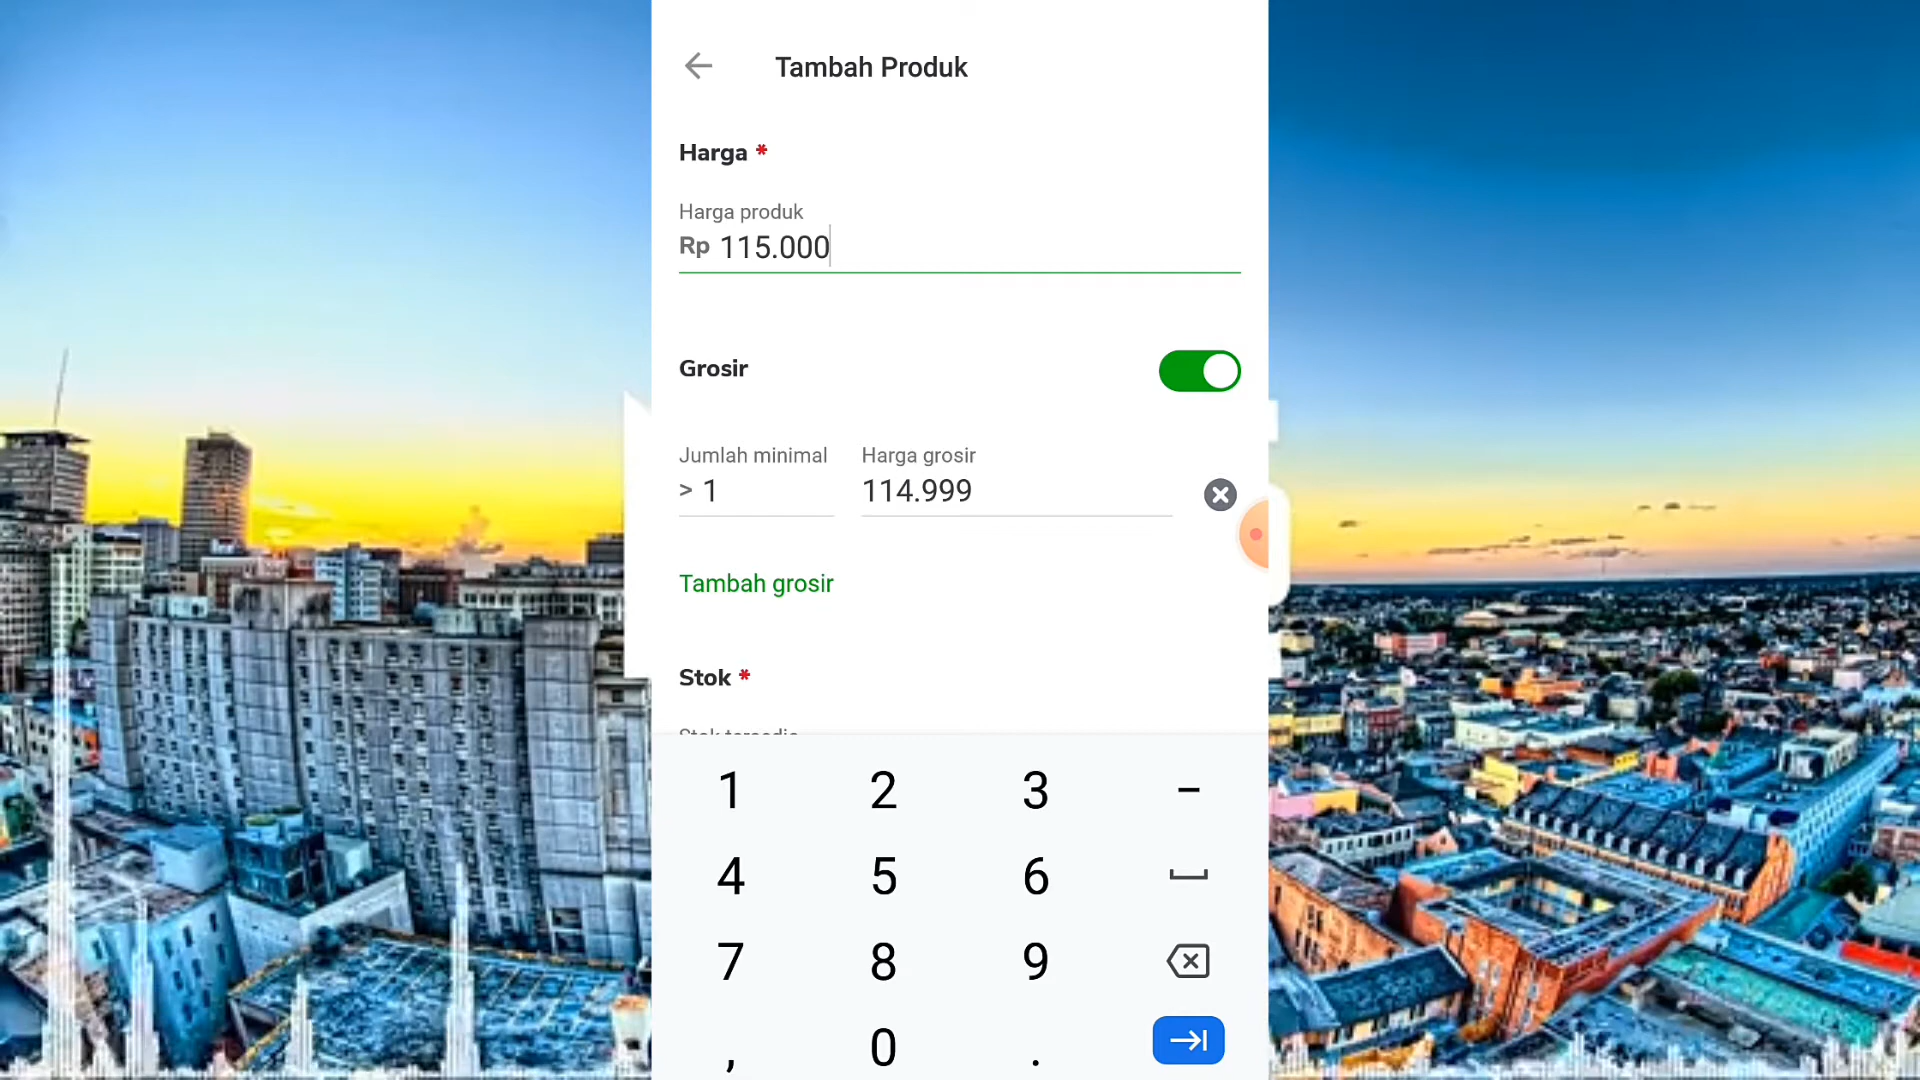 Tambah Produk
Harga *
Harga produk
Rp 115.000
Grosir
Jumlah minimal Harga grosir
> 1 114.999
Tambah grosir
Stok *
1 2 3 -
4 5 6
7 8 9
, 0 .